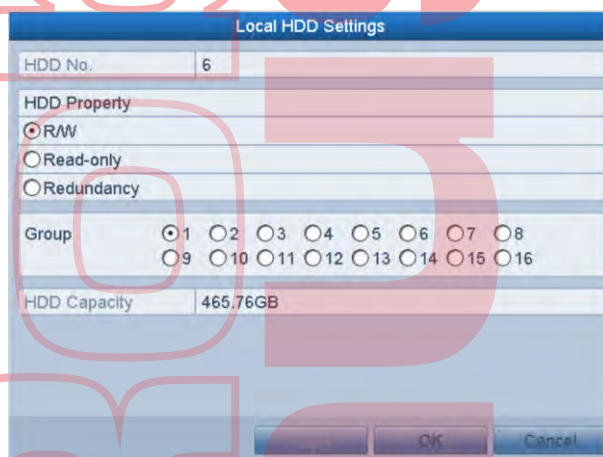 Local HDD Settings
HDD No. 6
HDD Property
R/W
Read-only
Redundancy
Group 1 2 3 4 5 6 7 8
9 10 11 12 13 14 15 16
HDD Capacity 465.76GB
OK Cancel